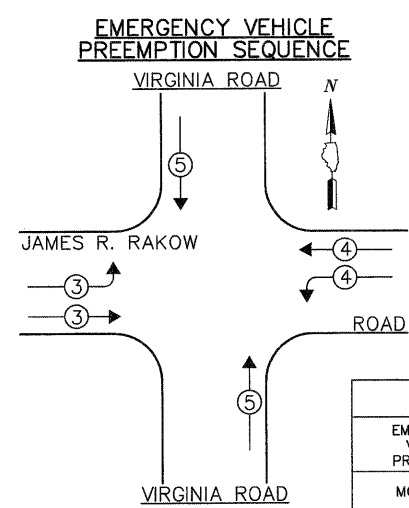 EMERGENCY VEHICLE
PREEMPTION SEQUENCE
VIRGINIA ROAD
N
5
JAMES R. RAKOW
4
4
3
3
ROAD
5
VIRGINIA ROAD